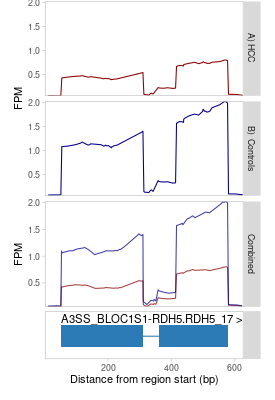 2.0
1.5
1.0
0.5
FPM
A) HCC
2.0
1.5
1.0
0.5
B) Controls
2.0
1.5
1.0
0.5
FPM
Combined
A3SS_BLOC1S1-RDH5.RDH5_17 >
200
400
600
Distance from region start (bp)